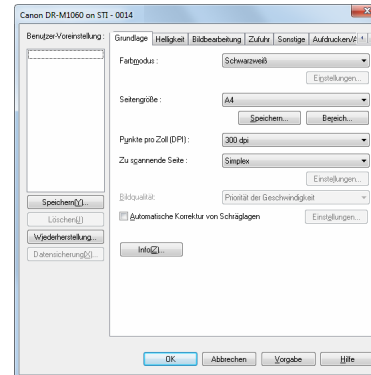 Canon DR-M1060 on STI - 0014
Benutzer-Voreinstellung :
Speichern(Y)...
Löschen(J)
Wiederherstellung...
Datensicherung(X)...
Grundlage Helligkeit Bildbearbeitung Zufuhr Sonstige Aufdrucken/A
Farbmodus : Schwarzweiß
Einstellungen...
Seitengröße : A4
Speichern... Bereich...
Punkte pro Zoll (DPI) : 300 dpi
Zu scannende Seite : Simplex
Einstellungen...
Bildqualität: Priorität der Geschwindigkeit
Automatische Korrektur von Schräglagen Einstellungen...
Info(Z)...
OK Abbrechen Vorgabe Hilfe